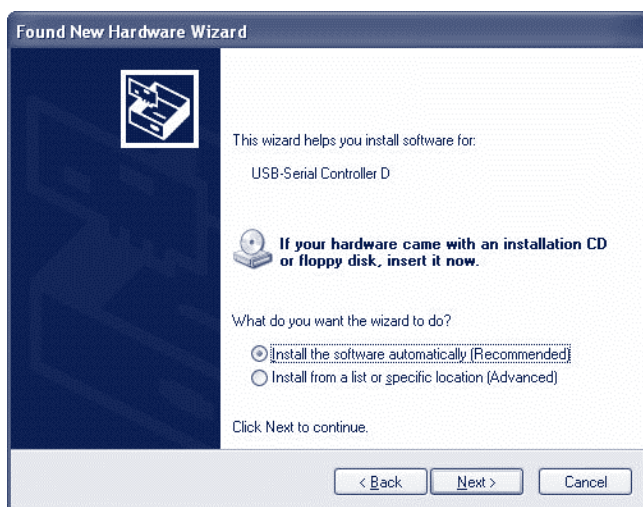 Found New Hardware Wizard
This wizard helps you install software for:
USB-Serial Controller D
If your hardware came with an installation CD
or floppy disk, insert it now.
What do you want the wizard to do?
Install the software automatically (Recommended)
Install from a list or specific location (Advanced)
Click Next to continue.
< Back Next > Cancel